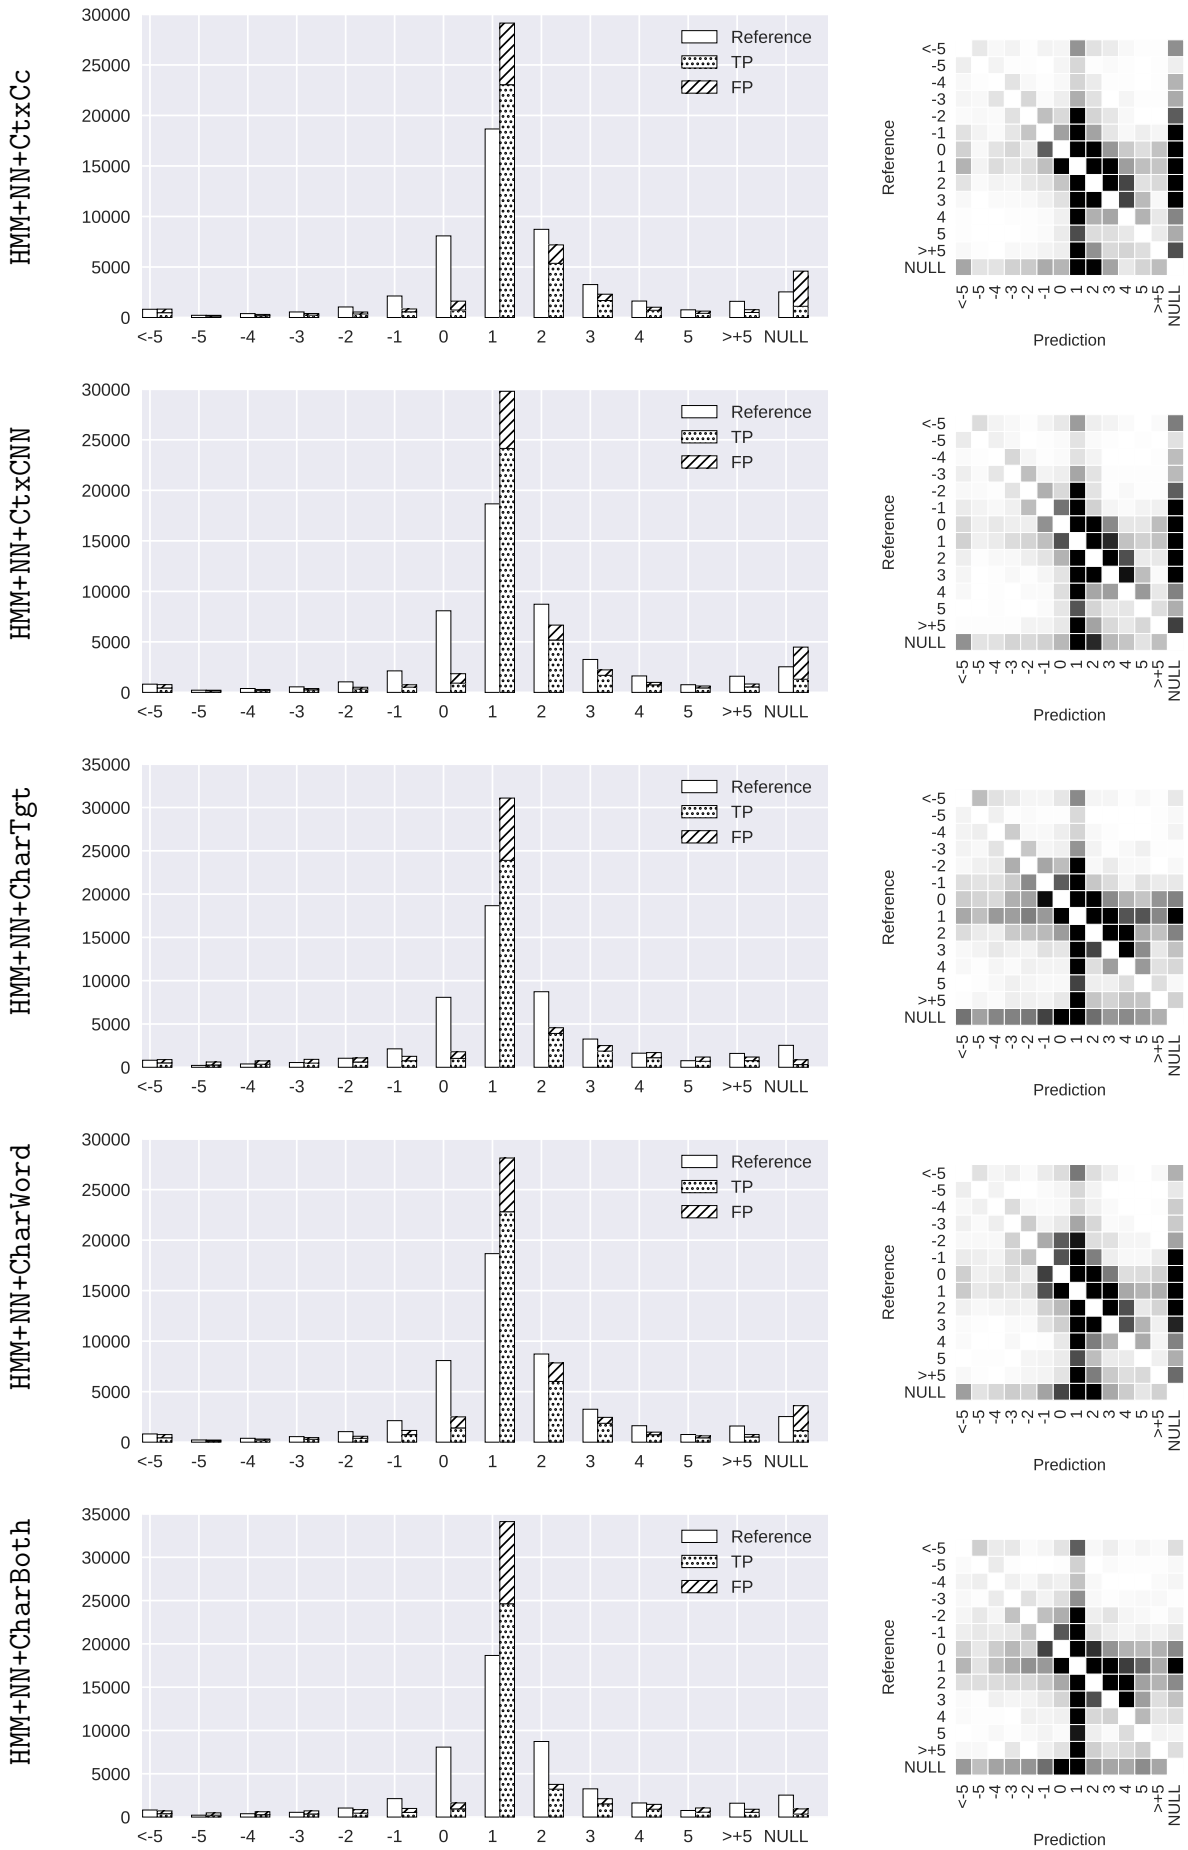 HMM+NN+CtxCc
30000
25000
20000
15000
10000
5000
0
<-5 -5 -4 -3 -2 -1 0 1 2 3 4 5 >+5 NULL
Reference
TP
FP
Reference
<-5
-5
-4
-3
-2
-1
0
1
2
3
4
5
>+5
NULL
<-5 -5 -4 -3 -2 -1 0 1 2 3 4 5 >+5 NULL
Prediction
HMM+NN+CtxCNN
30000
25000
20000
15000
10000
5000
0
<-5 -5 -4 -3 -2 -1 0 1 2 3 4 5 >+5 NULL
Reference
TP
FP
Reference
<-5
-5
-4
-3
-2
-1
0
1
2
3
4
5
>+5
NULL
<-5 -5 -4 -3 -2 -1 0 1 2 3 4 5 >+5 NULL
Prediction
HMM+NN+CharTgt
35000
30000
25000
20000
15000
10000
5000
0
<-5 -5 -4 -3 -2 -1 0 1 2 3 4 5 >+5 NULL
Reference
TP
FP
Reference
<-5
-5
-4
-3
-2
-1
0
1
2
3
4
5
>+5
NULL
<-5 -5 -4 -3 -2 -1 0 1 2 3 4 5 >+5 NULL
Prediction
HMM+NN+CharWord
30000
25000
20000
15000
10000
5000
0
<-5 -5 -4 -3 -2 -1 0 1 2 3 4 5 >+5 NULL
Reference
TP
FP
Reference
<-5
-5
-4
-3
-2
-1
0
1
2
3
4
5
>+5
NULL
<-5 -5 -4 -3 -2 -1 0 1 2 3 4 5 >+5 NULL
Prediction
HMM+NN+CharBoth
35000
30000
25000
20000
15000
10000
5000
0
<-5 -5 -4 -3 -2 -1 0 1 2 3 4 5 >+5 NULL
Reference
TP
FP
Reference
<-5
-5
-4
-3
-2
-1
0
1
2
3
4
5
>+5
NULL
<-5 -5 -4 -3 -2 -1 0 1 2 3 4 5 >+5 NULL
Prediction